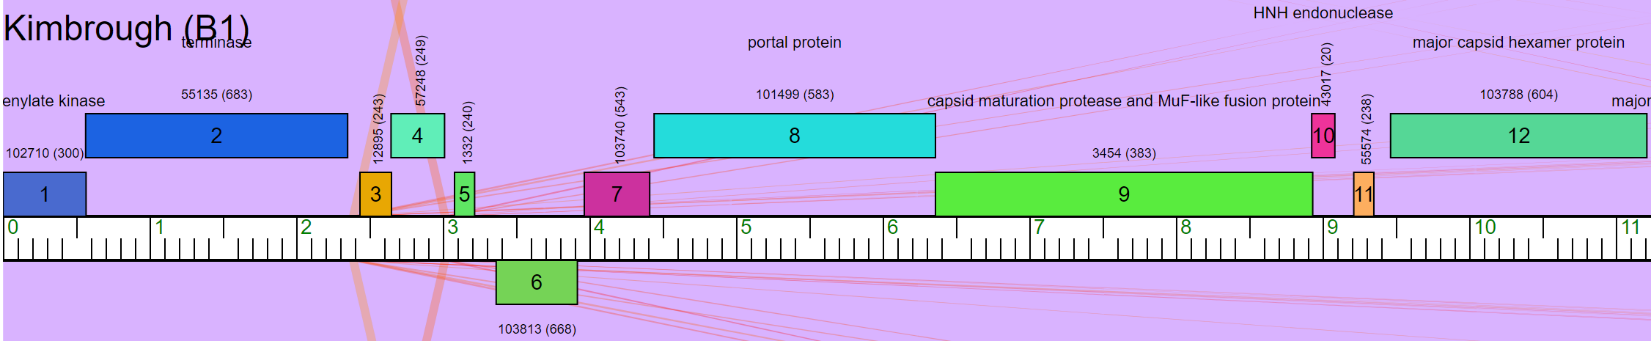 Kimbrough (B1)
HNH endonuclease
terminase
portal protein
major capsid hexamer protein
enylate kinase
55135 (683)
12895 (243)
57248 (249)
1332 (240)
103740 (543)
101499 (583)
capsid maturation protease and MuF-like fusion protein
43017 (20)
55574 (238)
103788 (604)
major
102710 (300)
3454 (383)
2
4
8
10
12
1
3
5
7
9
11
0 1 2 3 4 5 6 7 8 9 10 11
6
103813 (668)